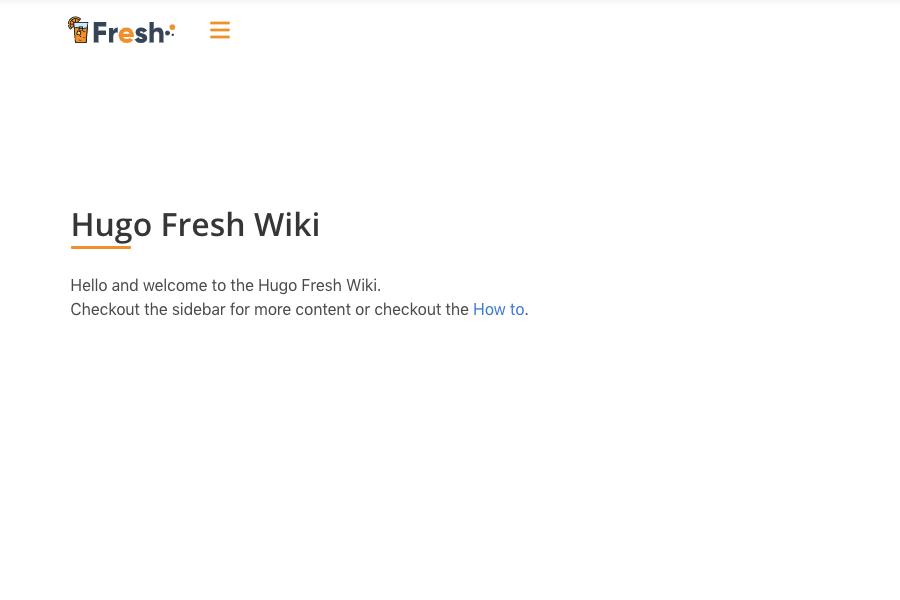 Fresh
Hugo Fresh Wiki
Hello and welcome to the Hugo Fresh Wiki.
Checkout the sidebar for more content or checkout the How to.